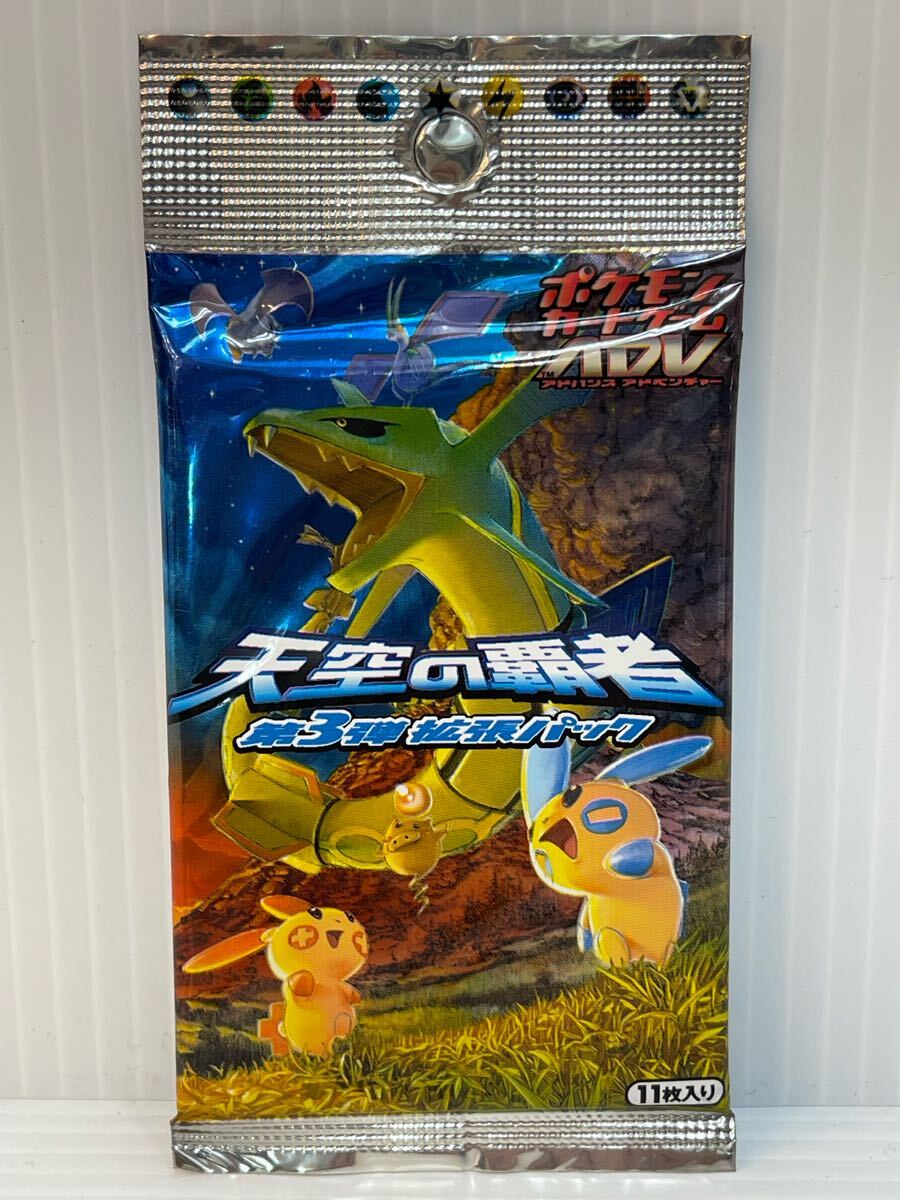 ポケモン
カードゲーム
ADV
TM
アドバンス アドベンチャー
天空の覇者
第3弾 拡張パック
11枚入り